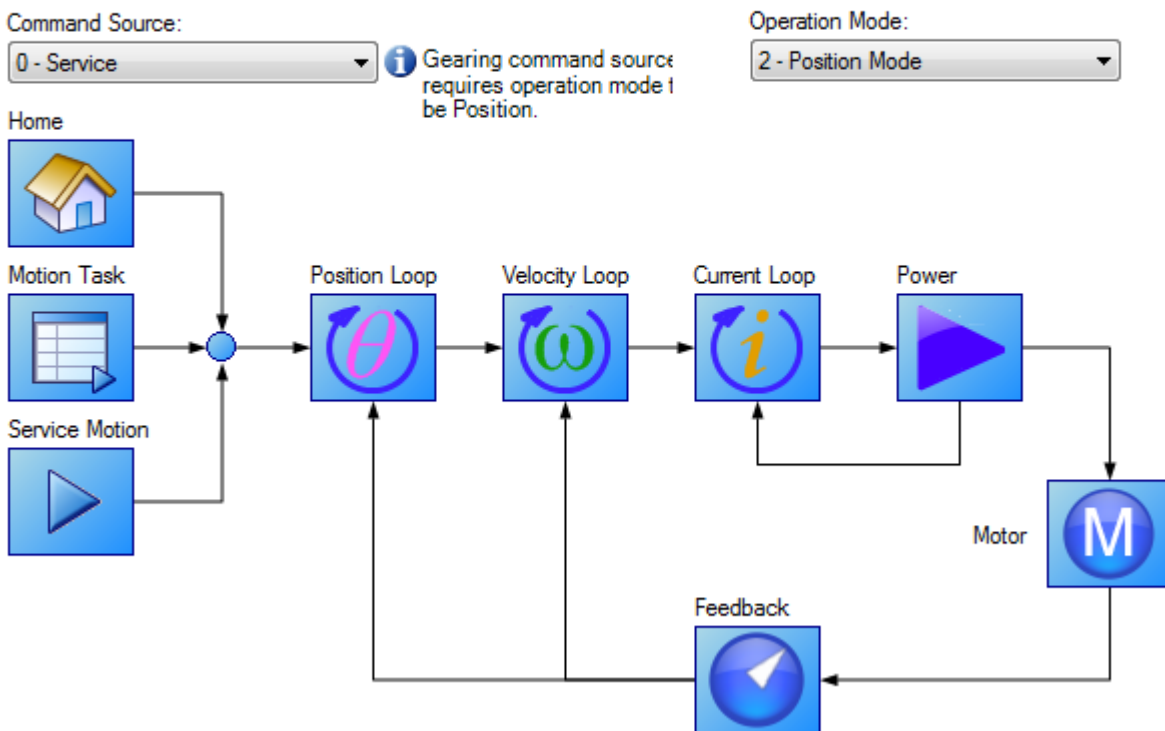 Command Source:
0 - Service
Gearing command source
requires operation mode t
be Position.
Operation Mode:
2 - Position Mode
Home
Motion Task
Position Loop
Velocity Loop
Current Loop
Power
θ
ω
i
Service Motion
Motor
M
Feedback